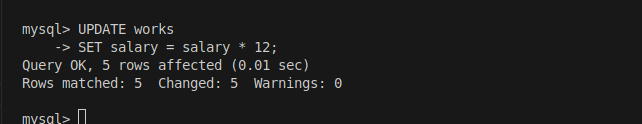 mysql> UPDATE works
    -> SET salary = salary * 12;
Query OK, 5 rows affected (0.01 sec)
Rows matched: 5  Changed: 5  Warnings: 0
mysql>